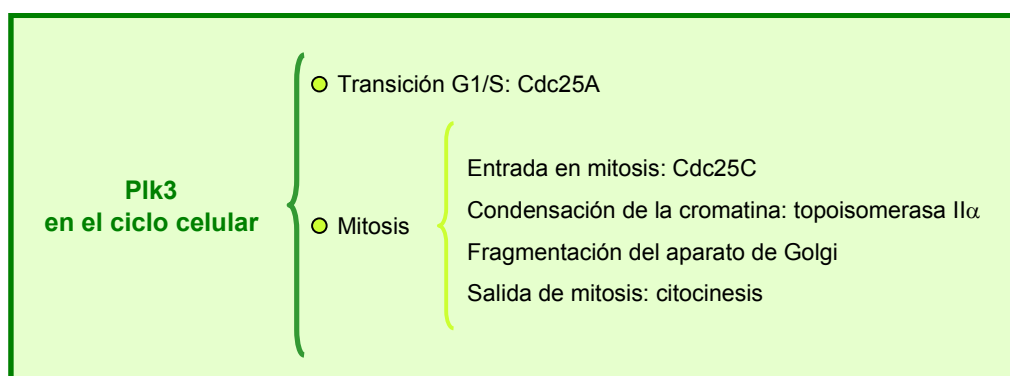 Plk3
en el ciclo celular
Transición G1/S: Cdc25A
Mitosis
Entrada en mitosis: Cdc25C
Condensación de la cromatina: topoisomerasa IIα
Fragmentación del aparato de Golgi
Salida de mitosis: citocinesis